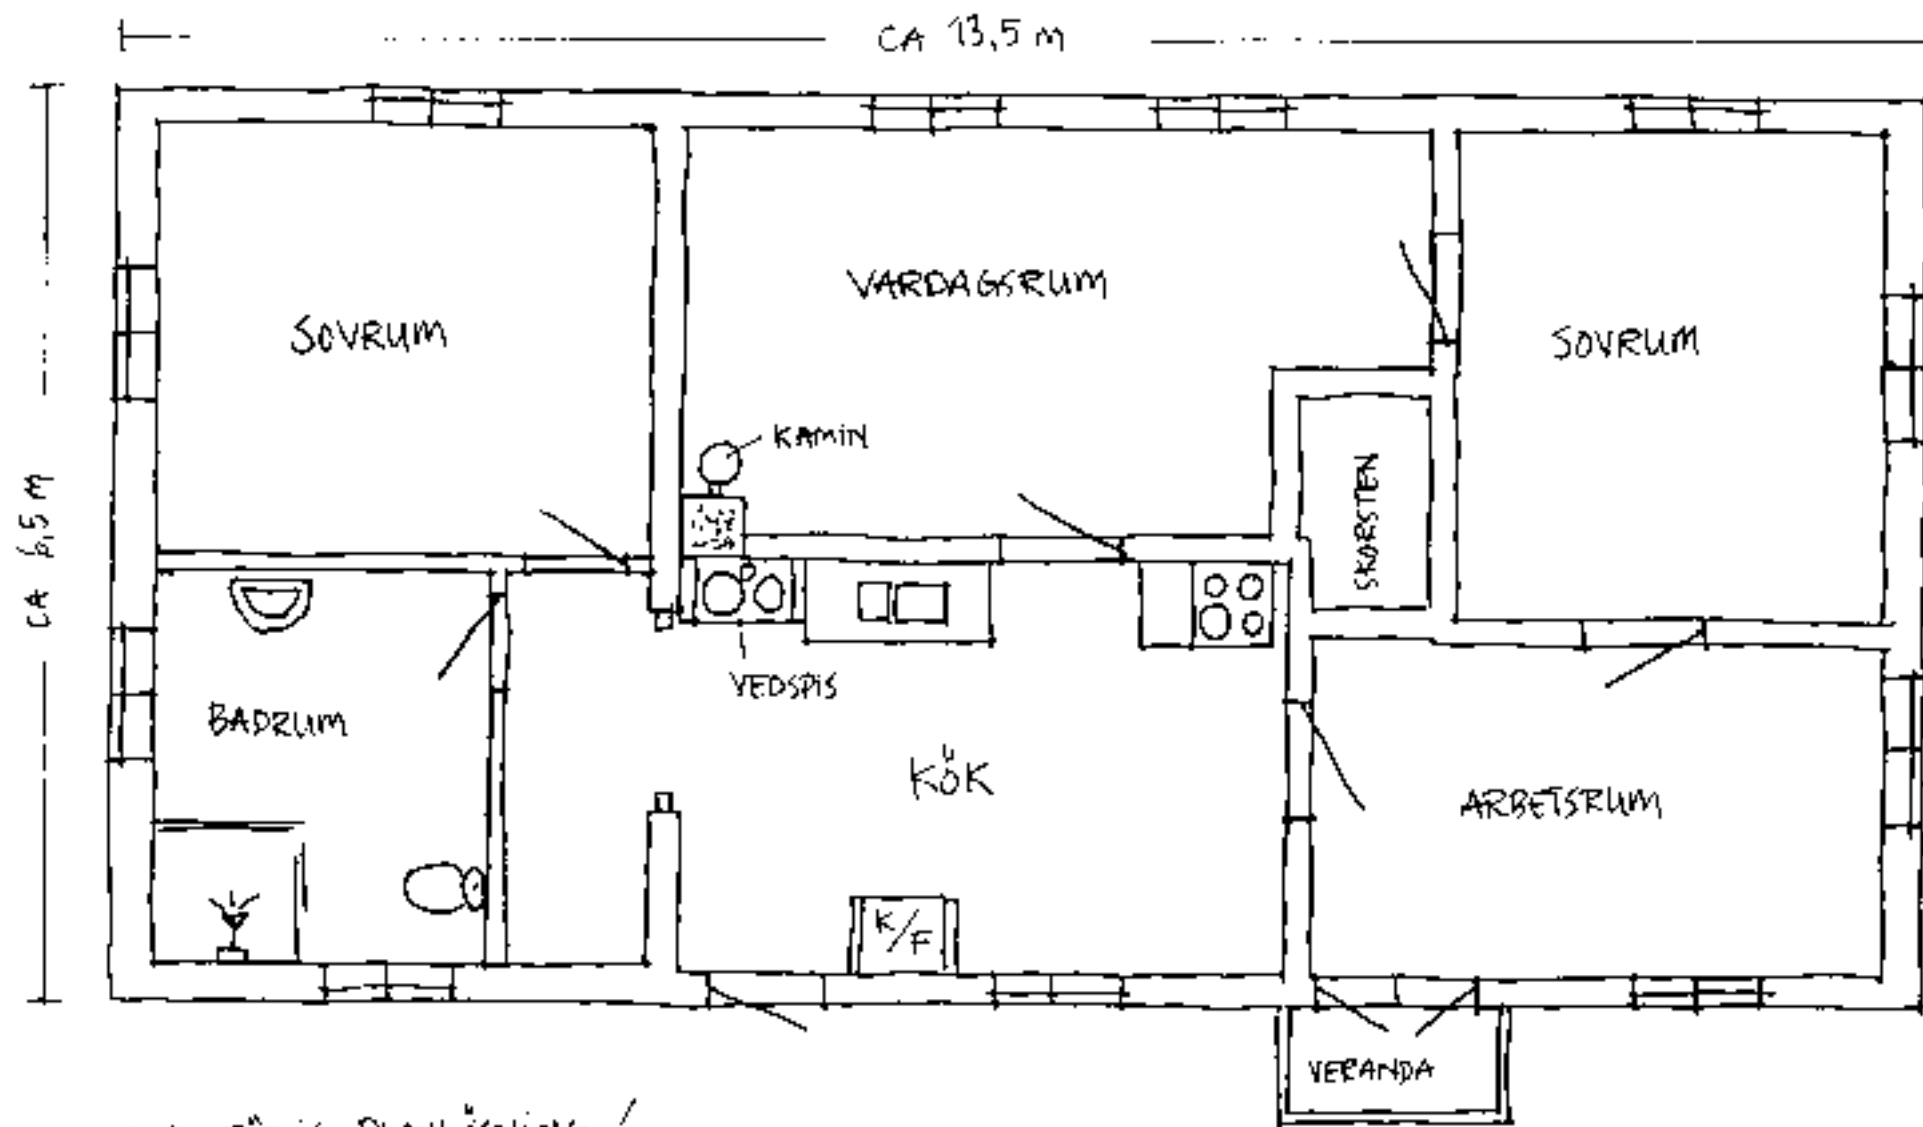 CA 13,5 M
SOVRUM
VARDAGSRUM
SOVRUM
KAMIN
SKORSTEN
CA 6,5 M
VEDSPIS
BADRUM
KÖK
ARBETSRUM
K/F
VERANDA